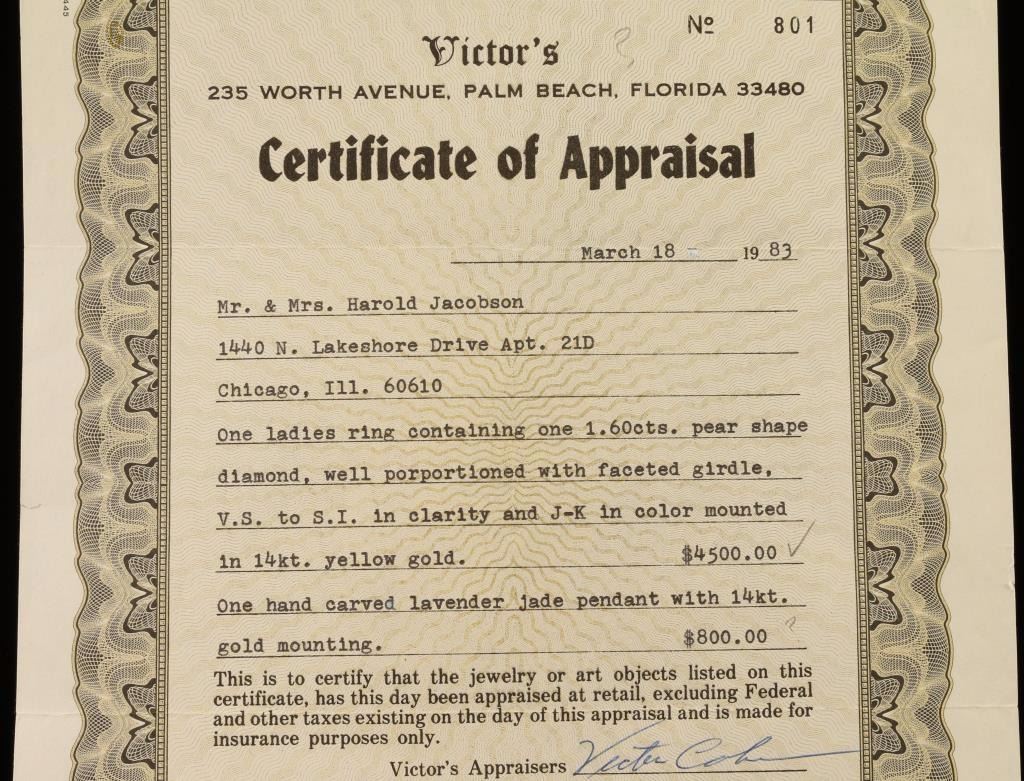 445
Nº 801
Victor's ?
235 WORTH AVENUE, PALM BEACH, FLORIDA 33480
Certificate of Appraisal
March 18 1983
Mr. & Mrs. Harold Jacobson
1440 N. Lakeshore Drive Apt. 21D
Chicago, Ill. 60610
One ladies ring containing one 1.60cts. pear shape
diamond, well porportioned with faceted girdle,
V.S. to S.I. in clarity and J-K in color mounted
in 14kt. yellow gold. $4500.00 ✓
One hand carved lavender jade pendant with 14kt.
gold mounting. $800.00 ?
This is to certify that the jewelry or art objects listed on this
certificate, has this day been appraised at retail, excluding Federal
and other taxes existing on the day of this appraisal and is made for
insurance purposes only.
Victor's Appraisers Victor